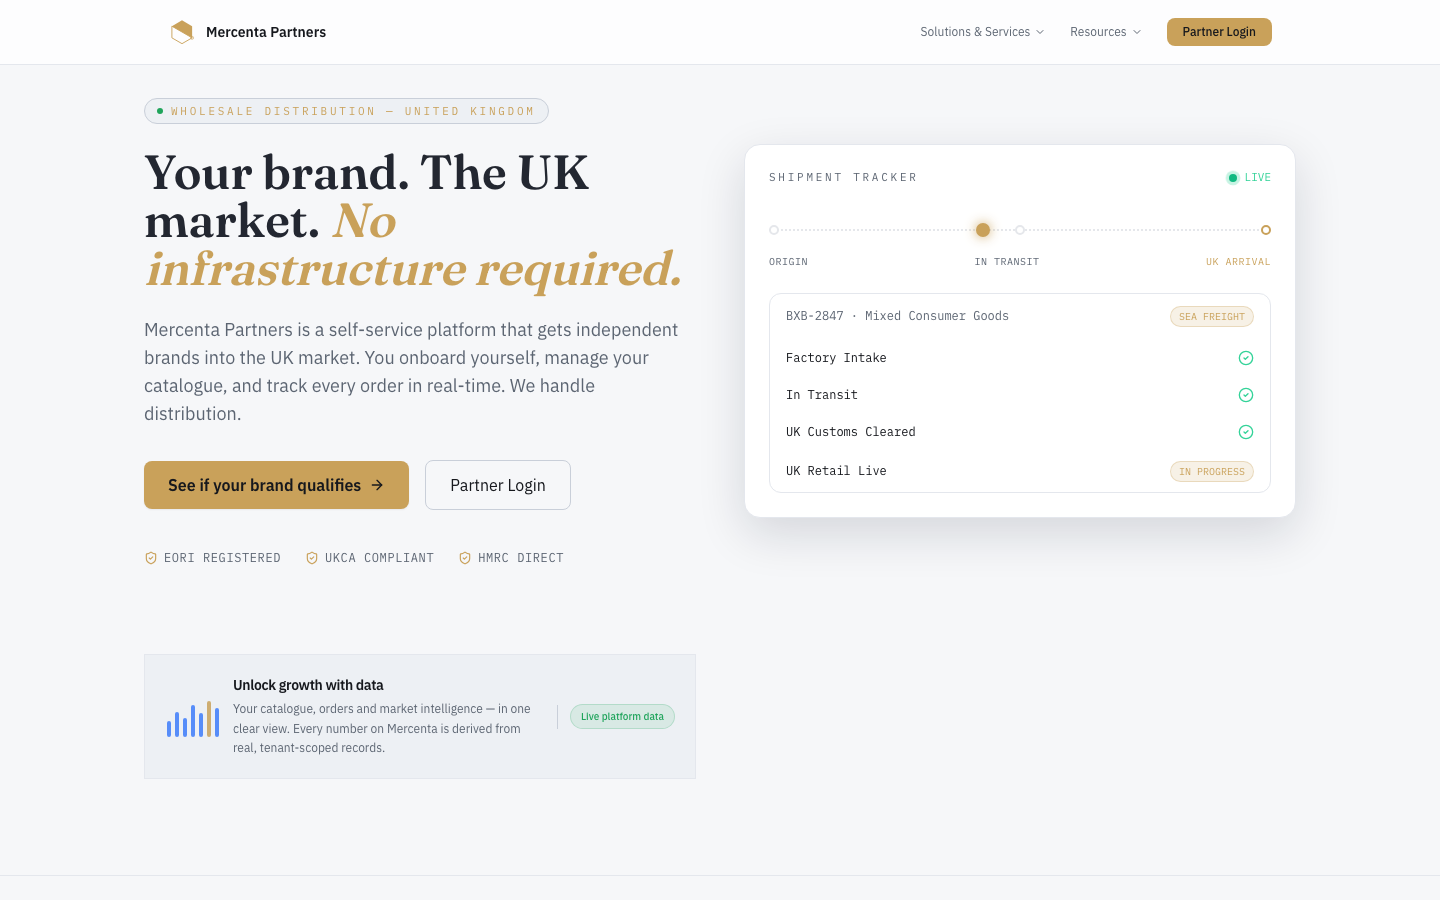 Mercenta Partners
Solutions & Services
Resources
Partner Login
WHOLESALE DISTRIBUTION — UNITED KINGDOM
Your brand. The UK
market. No
infrastructure required.
Mercenta Partners is a self-service platform that gets independent
brands into the UK market. You onboard yourself, manage your
catalogue, and track every order in real-time. We handle
distribution.
See if your brand qualifies
Partner Login
EORI REGISTERED
UKCA COMPLIANT
HMRC DIRECT
SHIPMENT TRACKER
LIVE
ORIGIN
IN TRANSIT
UK ARRIVAL
BXB-2847 · Mixed Consumer Goods
SEA FREIGHT
Factory Intake
In Transit
UK Customs Cleared
UK Retail Live
IN PROGRESS
Unlock growth with data
Your catalogue, orders and market intelligence — in one
clear view. Every number on Mercenta is derived from
real, tenant-scoped records.
Live platform data